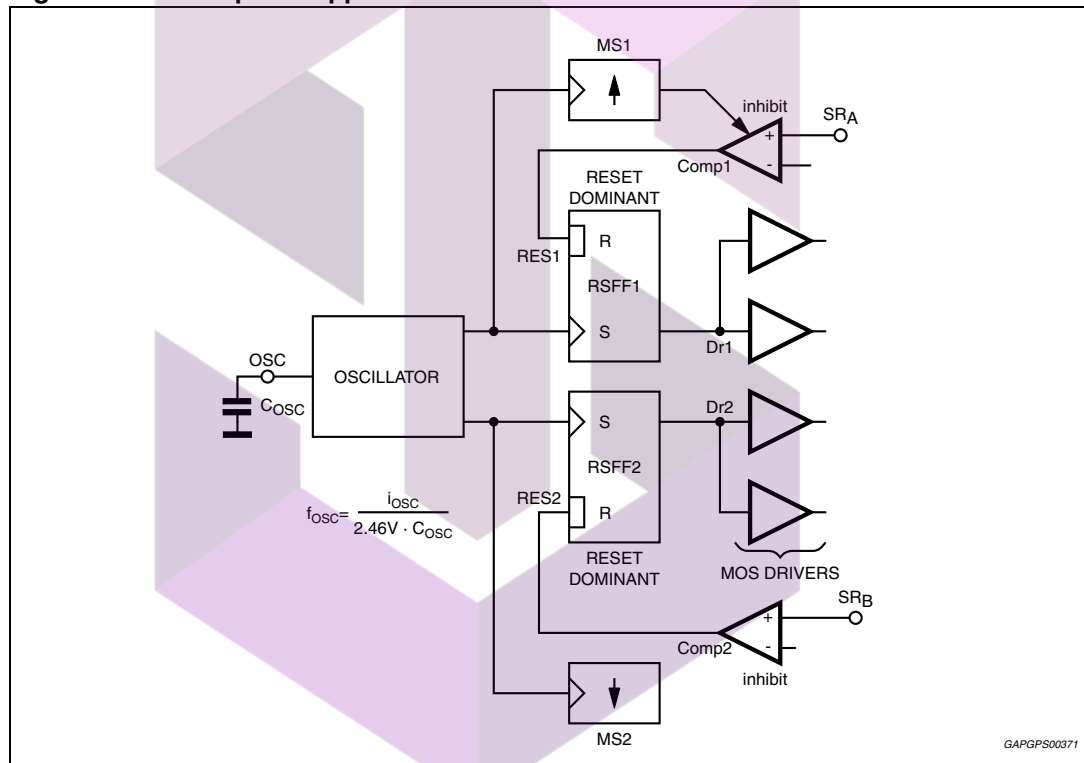 MS1
inhibit
SRA
+
-
Comp1
RESET
DOMINANT
R
RES1
RSFF1
S
Dr1
OSC
COSC
OSCILLATOR
Dr2
S
RSFF2
RES2
R
fOSC= iOSC
2.46V · COSC
RESET
DOMINANT
MOS DRIVERS
SRB
+
-
Comp2
inhibit
MS2
GAPGPS00371